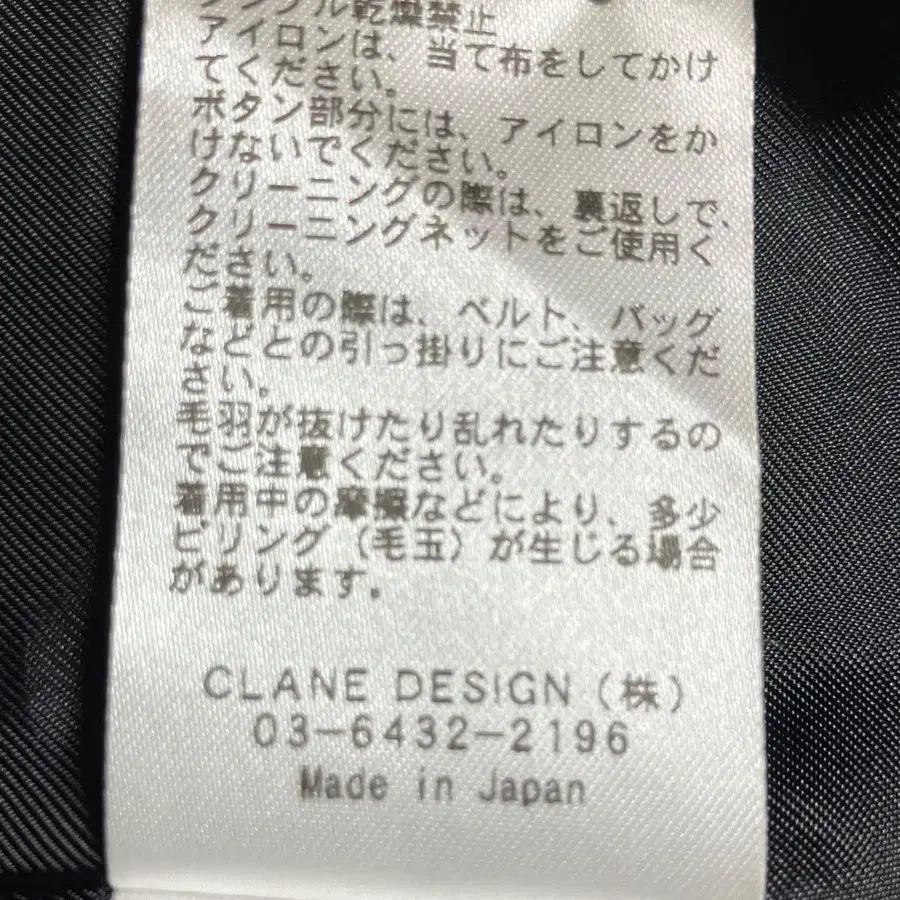 タンブル乾燥禁止
アイロンは、当て布をしてかけ
てください。
ボタン部分には、アイロンをか
けないでください。
クリーニングの際は、裏返しで、
クリーニングネットをご使用く
ださい。
ご着用の際は、ベルト、バッグ
などとの引っ掛りにご注意くだ
さい。
毛羽が抜けたり乱れたりするの
でご注意ください。
着用中の摩擦などにより、多少
ピリング（毛玉）が生じる場合
があります。
CLANE DESIGN（株）
03-6432-2196
Made in Japan